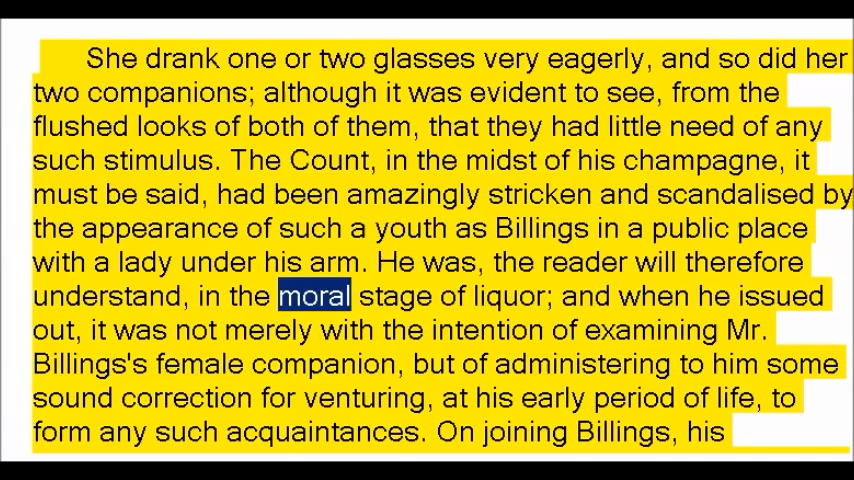 She drank one or two glasses very eagerly, and so did her
two companions; although it was evident to see, from the
flushed looks of both of them, that they had little need of any
such stimulus. The Count, in the midst of his champagne, it
must be said, had been amazingly stricken and scandalised by
the appearance of such a youth as Billings in a public place
with a lady under his arm. He was, the reader will therefore
understand, in the moral stage of liquor; and when he issued
out, it was not merely with the intention of examining Mr.
Billings's female companion, but of administering to him some
sound correction for venturing, at his early period of life, to
form any such acquaintances. On joining Billings, his